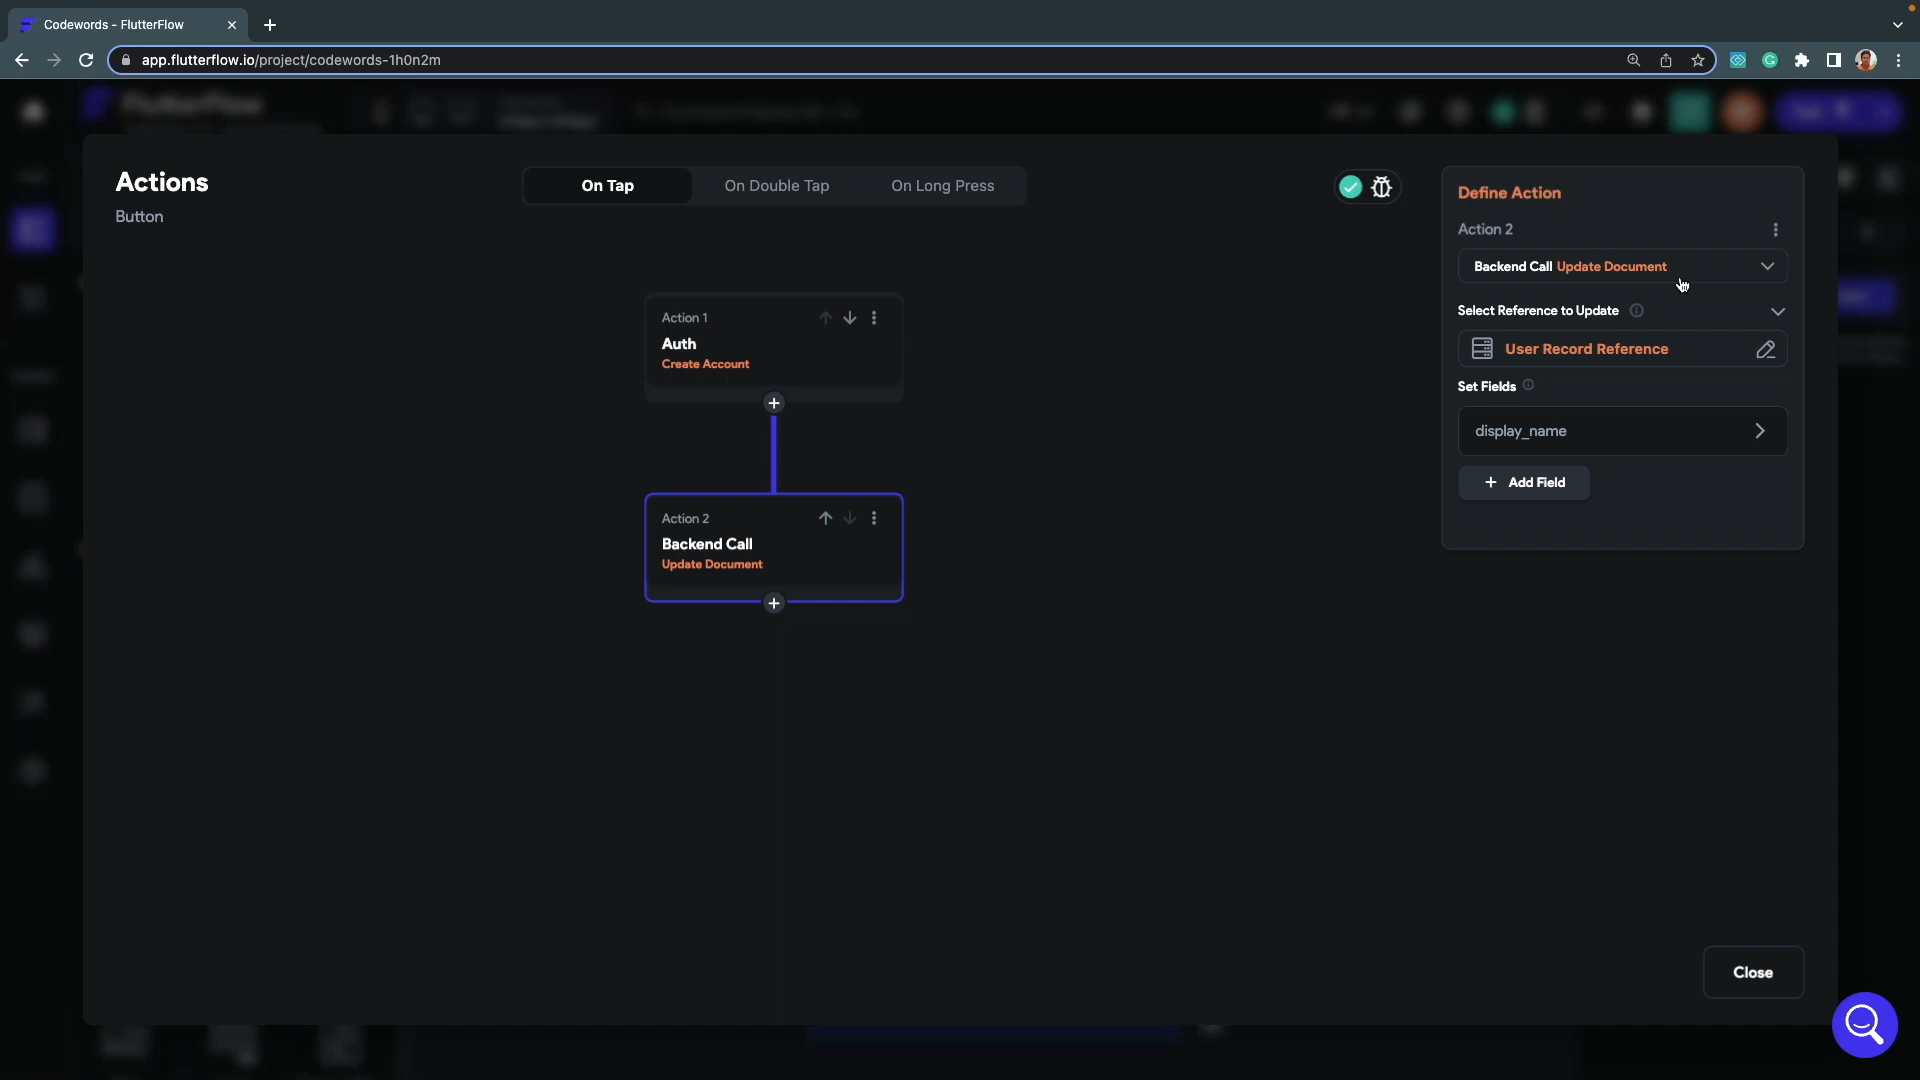 Codewords - FlutterFlow
app.flutterflow.io/project/codewords-1h0n2m
FlutterFlow
Actions
Button
On Tap
On Double Tap
On Long Press
Action 1
Auth
Create Account
Action 2
Backend Call
Update Document
Define Action
Action 2
Backend Call Update Document
Select Reference to Update
User Record Reference
Set Fields
display_name
+ Add Field
Close